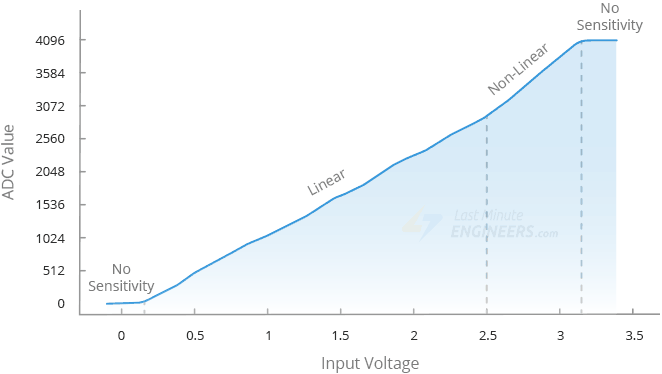 No
Sensitivity
4096
3584
3072
2560
2048
1536
1024
512
0
ADC Value
No
Sensitivity
Linear
Non-Linear
Last Minute
ENGINEERS.com
0
0.5
1
1.5
2
2.5
3
3.5
Input Voltage